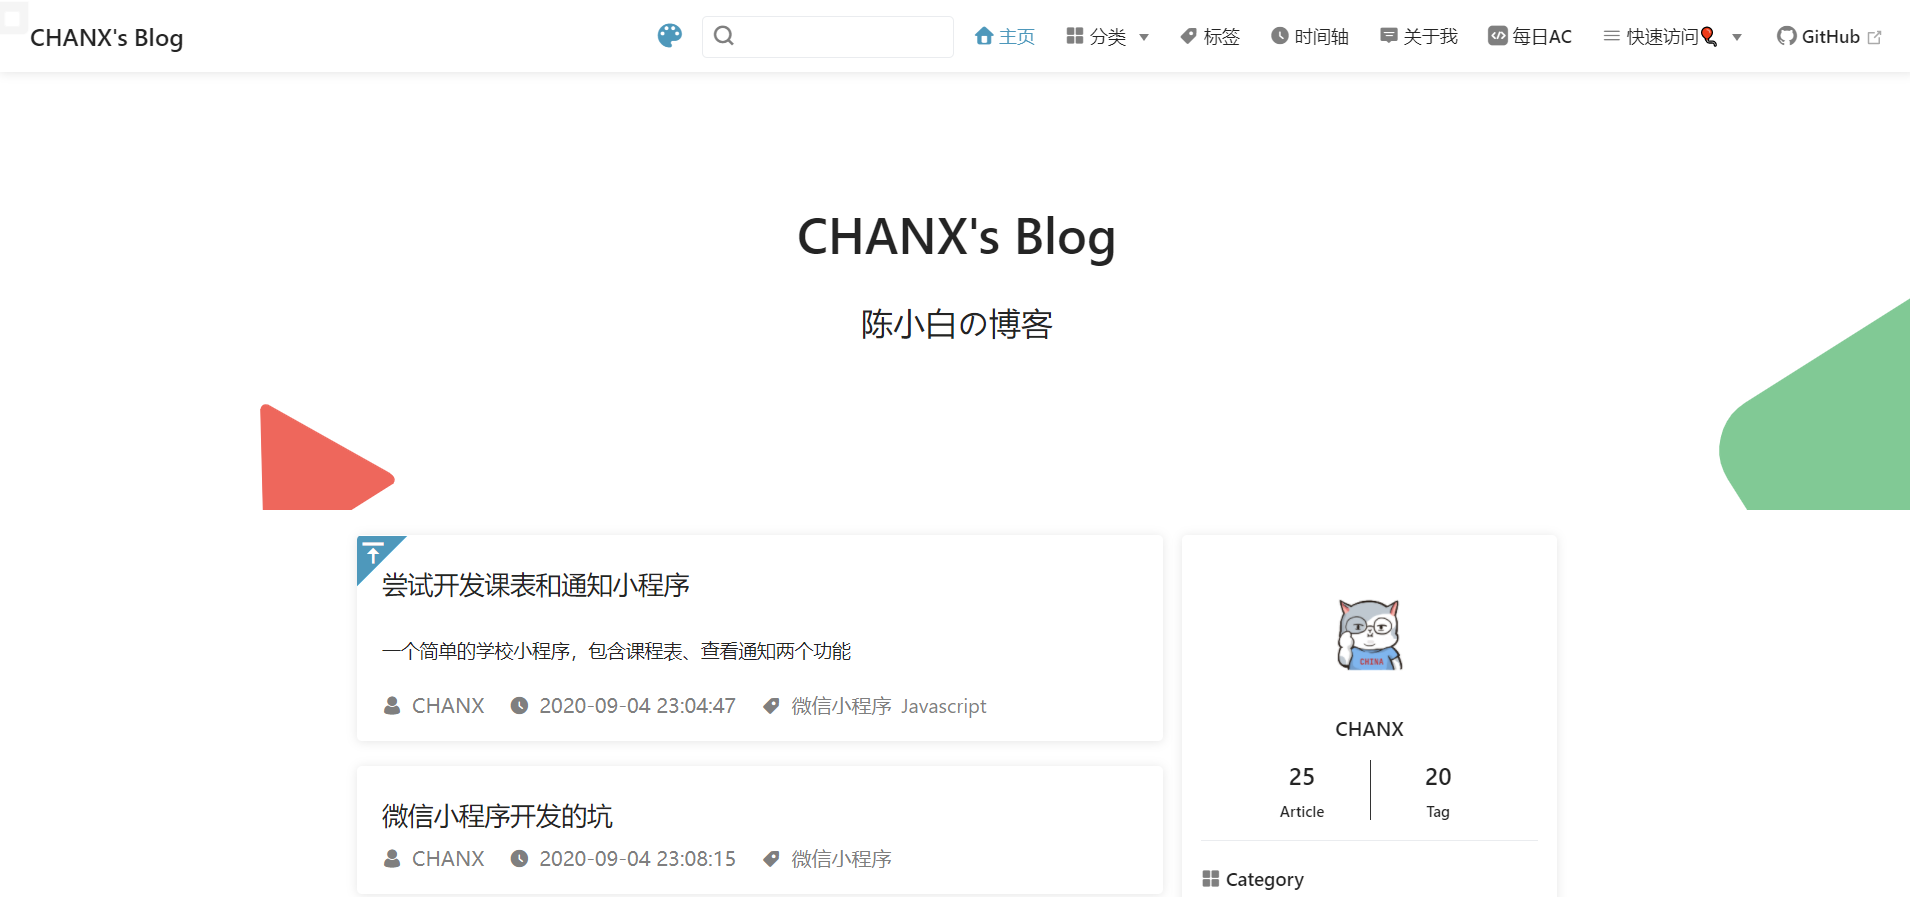 CHANX's Blog
主页 分类 标签 时间轴 关于我 每日AC 快速访问 GitHub
CHANX's Blog
陈小白の博客
尝试开发课表和通知小程序
一个简单的学校小程序，包含课程表、查看通知两个功能
CHANX 2020-09-04 23:04:47 微信小程序 Javascript
微信小程序开发的坑
CHANX 2020-09-04 23:08:15 微信小程序
CHINA
CHANX
25 20
Article Tag
Category